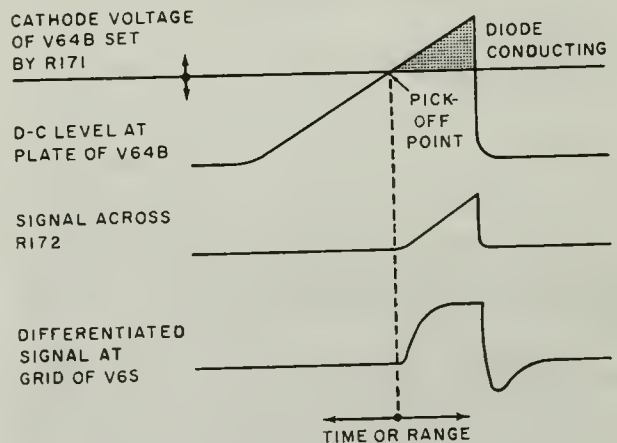 CATHODE VOLTAGE
OF V64B SET
BY R171
DIODE
CONDUCTING
PICK-
OFF
POINT
D-C LEVEL AT
PLATE OF V64B
SIGNAL ACROSS
R172
DIFFERENTIATED
SIGNAL AT
GRID OF V6S
TIME OR RANGE